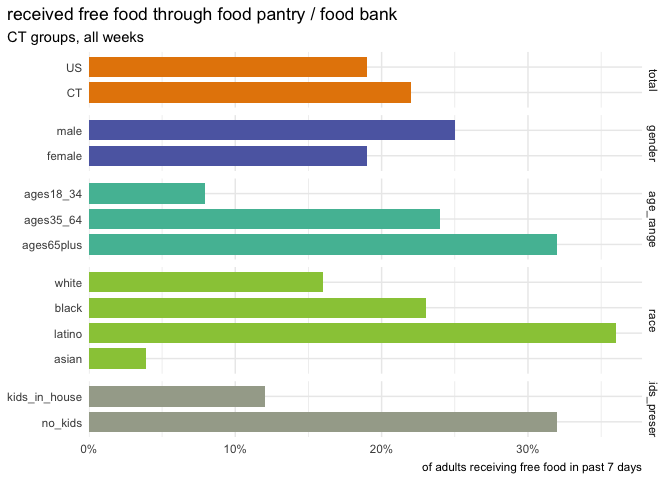 received free food through food pantry / food bank
CT groups, all weeks
US
CT
total
male
female
gender
ages18_34
ages35_64
ages65plus
age_range
white
black
latino
asian
race
kids_in_house
no_kids
ids_preser
0% 10% 20% 30%
of adults receiving free food in past 7 days